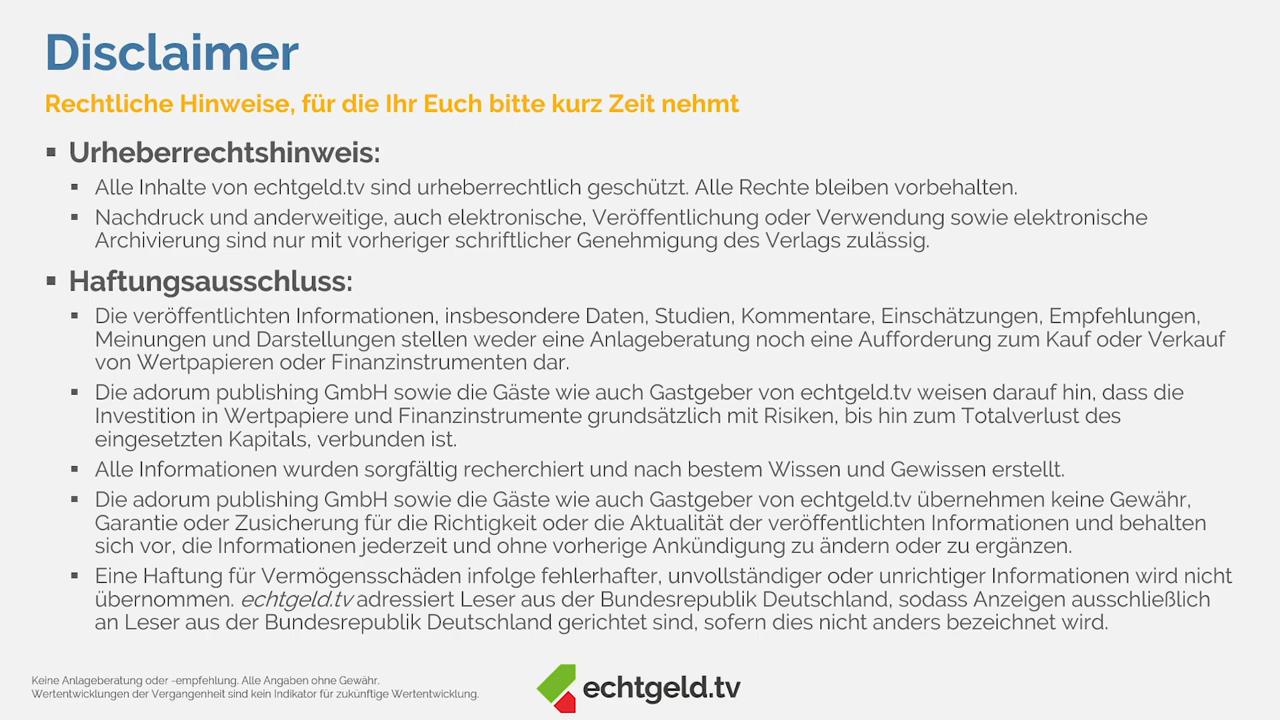 Disclaimer
Rechtliche Hinweise, für die Ihr Euch bitte kurz Zeit nehmt
▪ Urheberrechtshinweis:
▪ Alle Inhalte von echtgeld.tv sind urheberrechtlich geschützt. Alle Rechte bleiben vorbehalten.
▪ Nachdruck und anderweitige, auch elektronische, Veröffentlichung oder Verwendung sowie elektronische
Archivierung sind nur mit vorheriger schriftlicher Genehmigung des Verlags zulässig.
▪ Haftungsausschluss:
▪ Die veröffentlichten Informationen, insbesondere Daten, Studien, Kommentare, Einschätzungen, Empfehlungen,
Meinungen und Darstellungen stellen weder eine Anlageberatung noch eine Aufforderung zum Kauf oder Verkauf
von Wertpapieren oder Finanzinstrumenten dar.
▪ Die adorum publishing GmbH sowie die Gäste wie auch Gastgeber von echtgeld.tv weisen darauf hin, dass die
Investition in Wertpapiere und Finanzinstrumente grundsätzlich mit Risiken, bis hin zum Totalverlust des
eingesetzten Kapitals, verbunden ist.
▪ Alle Informationen wurden sorgfältig recherchiert und nach bestem Wissen und Gewissen erstellt.
▪ Die adorum publishing GmbH sowie die Gäste wie auch Gastgeber von echtgeld.tv übernehmen keine Gewähr,
Garantie oder Zusicherung für die Richtigkeit oder die Aktualität der veröffentlichten Informationen und behalten
sich vor, die Informationen jederzeit und ohne vorherige Ankündigung zu ändern oder zu ergänzen.
▪ Eine Haftung für Vermögensschäden infolge fehlerhafter, unvollständiger oder unrichtiger Informationen wird nicht
übernommen. echtgeld.tv adressiert Leser aus der Bundesrepublik Deutschland, sodass Anzeigen ausschließlich
an Leser aus der Bundesrepublik Deutschland gerichtet sind, sofern dies nicht anders bezeichnet wird.
Keine Anlageberatung oder -empfehlung. Alle Angaben ohne Gewähr.
Wertentwicklungen der Vergangenheit sind kein Indikator für zukünftige Wertentwicklung.
echtgeld.tv